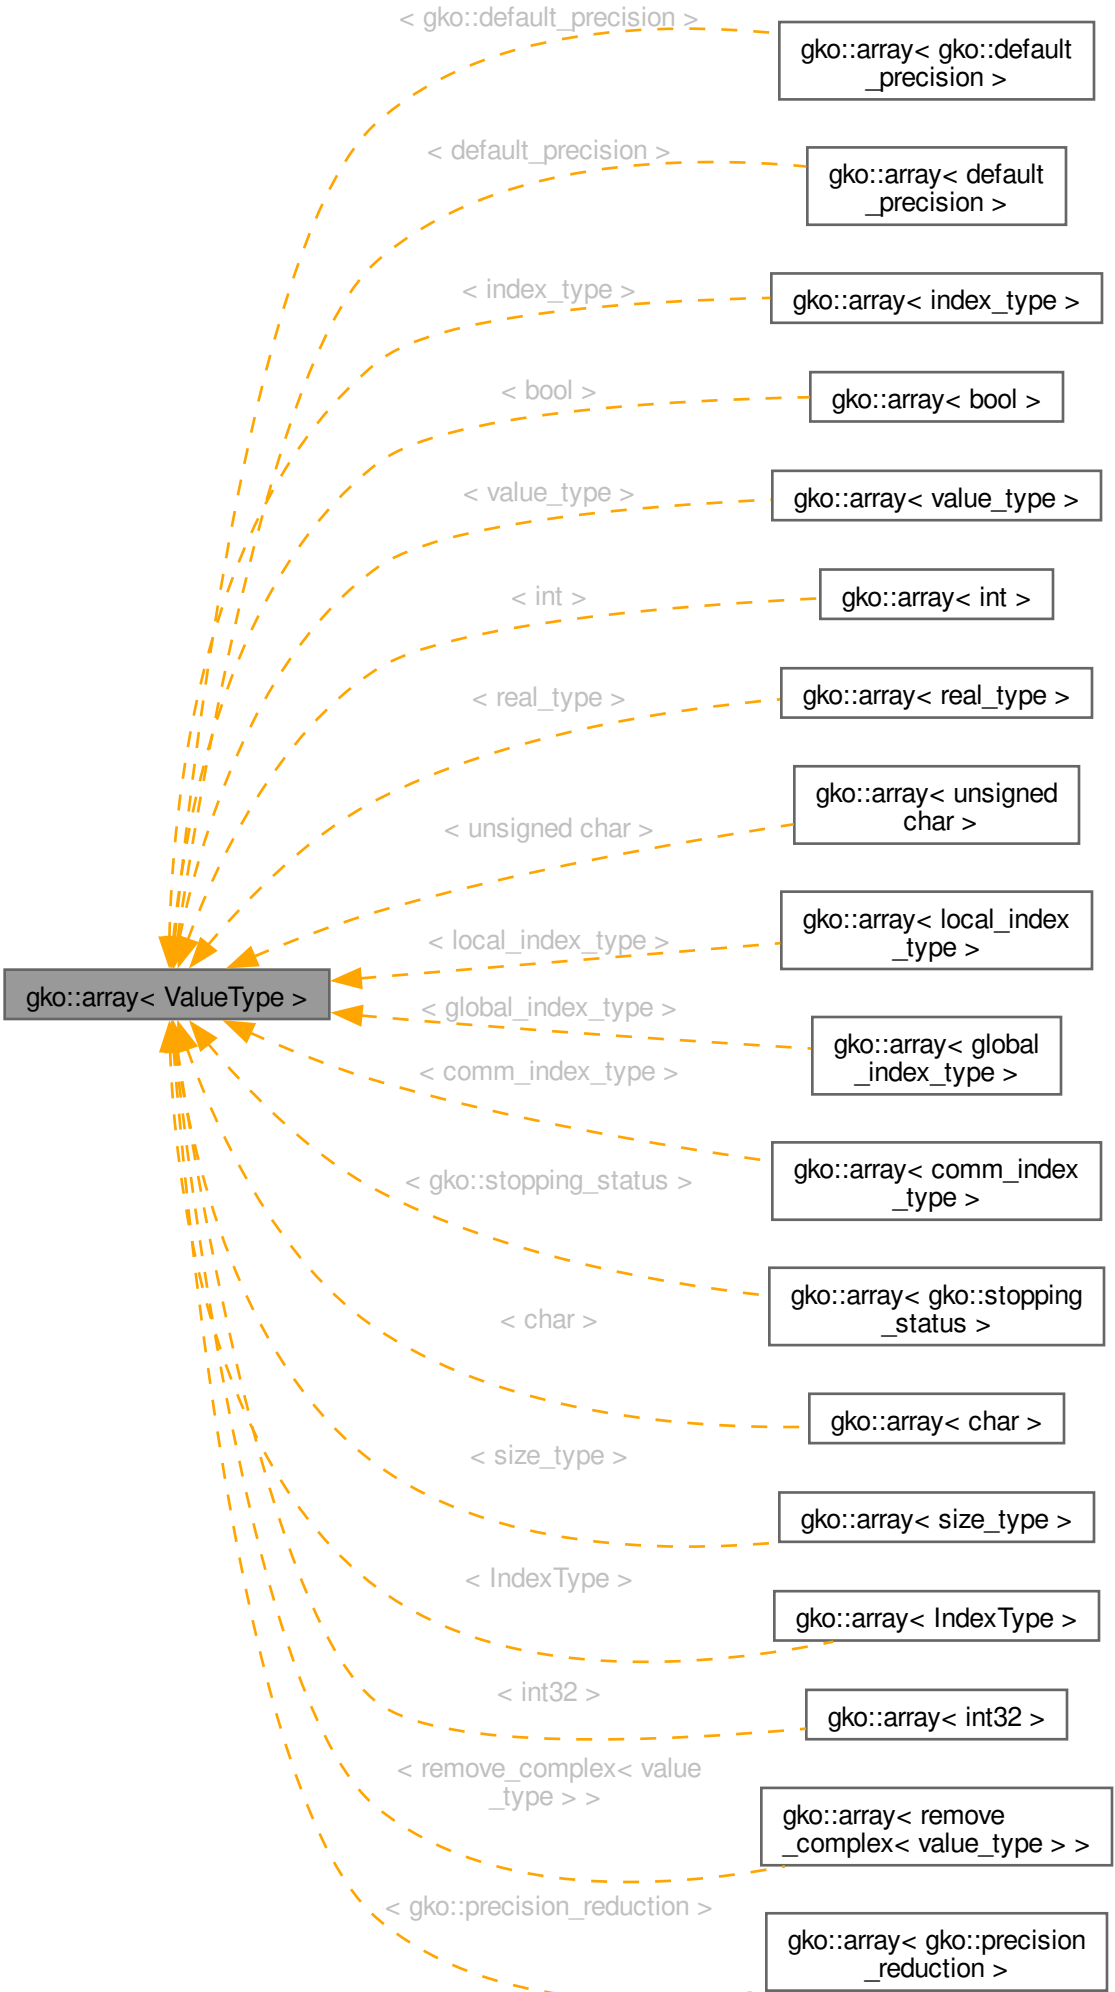 < gko::default_precision >
gko::array< gko::default
_precision >
< default_precision >
gko::array< default
_precision >
< index_type >
gko::array< index_type >
< bool >
gko::array< bool >
< value_type >
gko::array< value_type >
< int >
gko::array< int >
< real_type >
gko::array< real_type >
< unsigned char >
gko::array< unsigned
char >
< local_index_type >
gko::array< local_index
_type >
gko::array< ValueType >
< global_index_type >
gko::array< global
_index_type >
< comm_index_type >
gko::array< comm_index
_type >
< gko::stopping_status >
gko::array< gko::stopping
_status >
< char >
gko::array< char >
< size_type >
gko::array< size_type >
< IndexType >
gko::array< IndexType >
< int32 >
gko::array< int32 >
< remove_complex< value
_type > >
gko::array< remove
_complex< value_type > >
< gko::precision_reduction >
gko::array< gko::precision
_reduction >